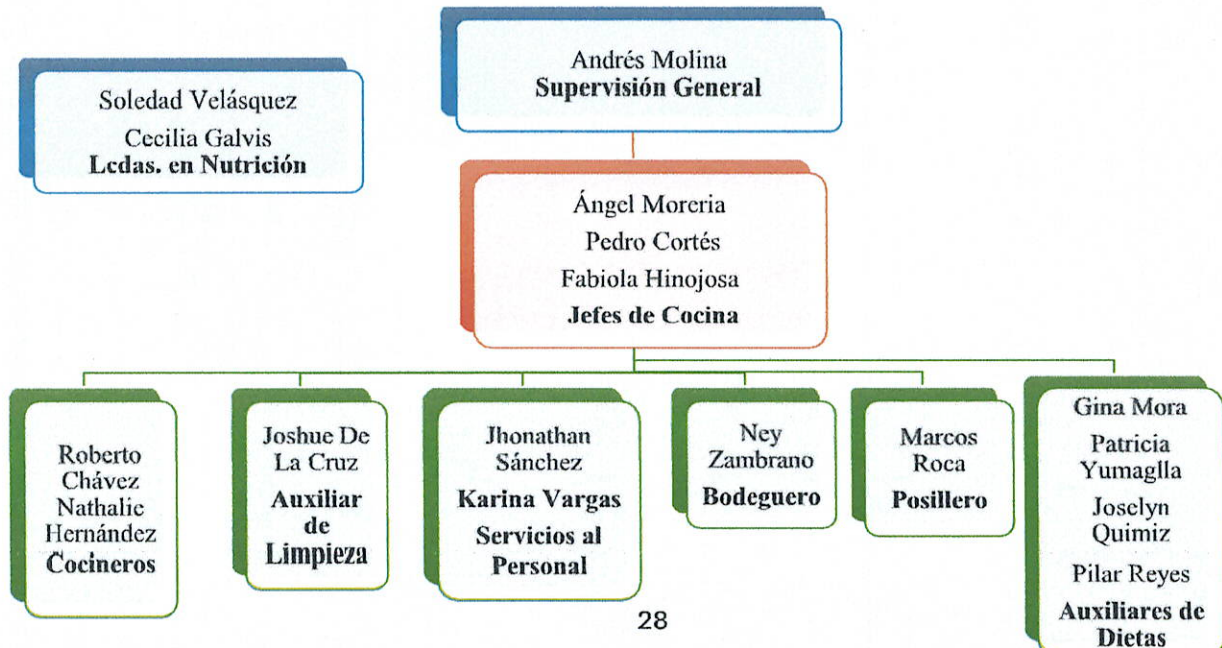 Soledad Velásquez
Cecilia Galvis
Lcdas. en Nutrición
Andrés Molina
Supervisión General
Ángel Moreria
Pedro Cortés
Fabiola Hinojosa
Jefes de Cocina
Roberto
Chávez
Nathalie
Hernández
Cocineros
Joshue De
La Cruz
Auxiliar
de
Limpieza
Jhonathan
Sánchez
Karina Vargas
Servicios al
Personal
Ney
Zambrano
Bodeguero
Marcos
Roca
Posillero
Gina Mora
Patricia
Yumaglla
Joselyn
Quimiz
Pilar Reyes
Auxiliares de
Dietas
28